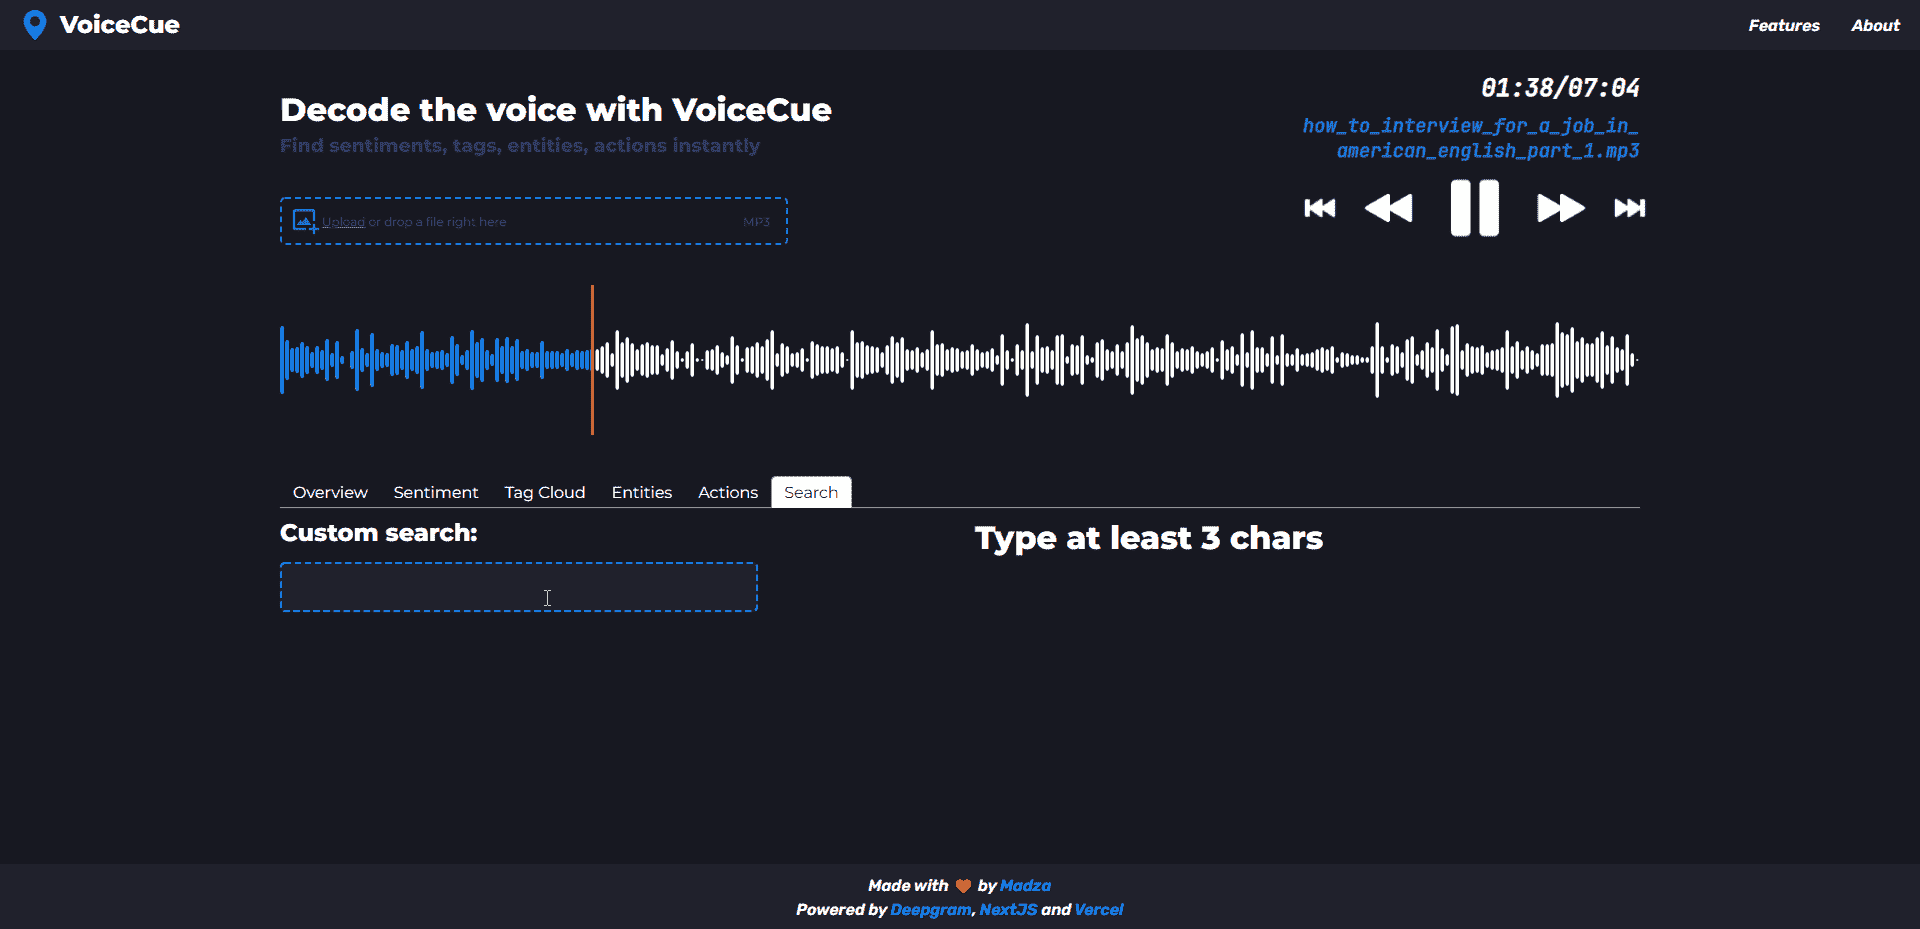 VoiceCue
Features
About
Decode the voice with VoiceCue
Find sentiments, tags, entities, actions instantly
01:38/07:04
how_to_interview_for_a_job_in_
american_english_part_1.mp3
Upload or drop a file right here
MP3
Overview
Sentiment
Tag Cloud
Entities
Actions
Search
Custom search:
Type at least 3 chars
Made with by Madza
Powered by Deepgram, NextJS and Vercel